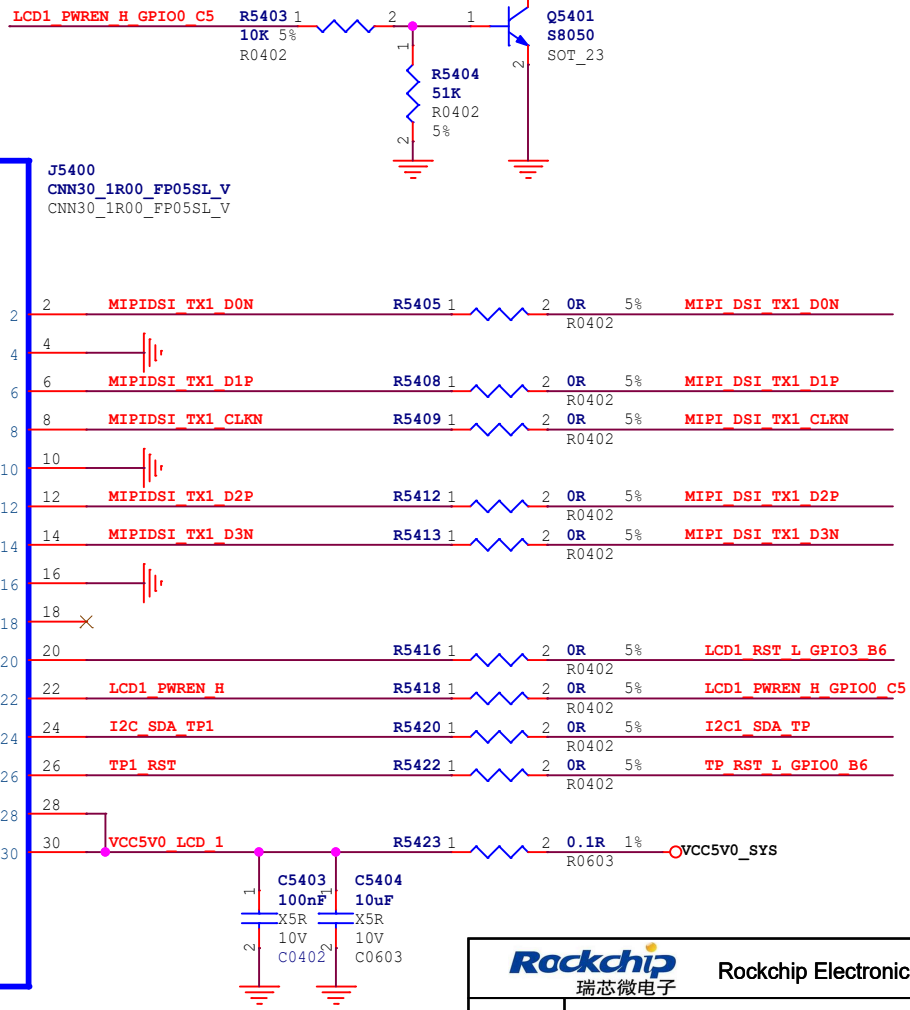 LCD1_PWREN_H_GPIO0_C5 R5403 1 2 1 Q5401
10K 5% S8050
R0402 1 2 SOT_23
R5404
51K
R0402
2 5%
J5400
CNN30_1R00_FP05SL_V
CNN30_1R00_FP05SL_V
2 2 MIPIDSI_TX1_D0N R5405 1 2 0R 5% MIPI_DSI_TX1_D0N
R0402
4 4
6 6 MIPIDSI_TX1_D1P R5408 1 2 0R 5% MIPI_DSI_TX1_D1P
R0402
8 8 MIPIDSI_TX1_CLKN R5409 1 2 0R 5% MIPI_DSI_TX1_CLKN
R0402
10 10
12 12 MIPIDSI_TX1_D2P R5412 1 2 0R 5% MIPI_DSI_TX1_D2P
R0402
14 14 MIPIDSI_TX1_D3N R5413 1 2 0R 5% MIPI_DSI_TX1_D3N
R0402
16 16
18 18
20 20 R5416 1 2 0R 5% LCD1_RST_L_GPIO3_B6
R0402
22 22 LCD1_PWREN_H R5418 1 2 0R 5% LCD1_PWREN_H_GPIO0_C5
R0402
24 24 I2C_SDA_TP1 R5420 1 2 0R 5% I2C1_SDA_TP
R0402
26 26 TP1_RST R5422 1 2 0R 5% TP_RST_L_GPIO0_B6
R0402
28 28
30 30 VCC5V0_LCD_1 R5423 1 2 0.1R 1% VCC5V0_SYS
R0603
C5403 C5404
1 100nF 1 10uF
X5R X5R
10V 10V
2 C0402 2 C0603
Rockchip Rockchip Electronic
瑞芯微电子